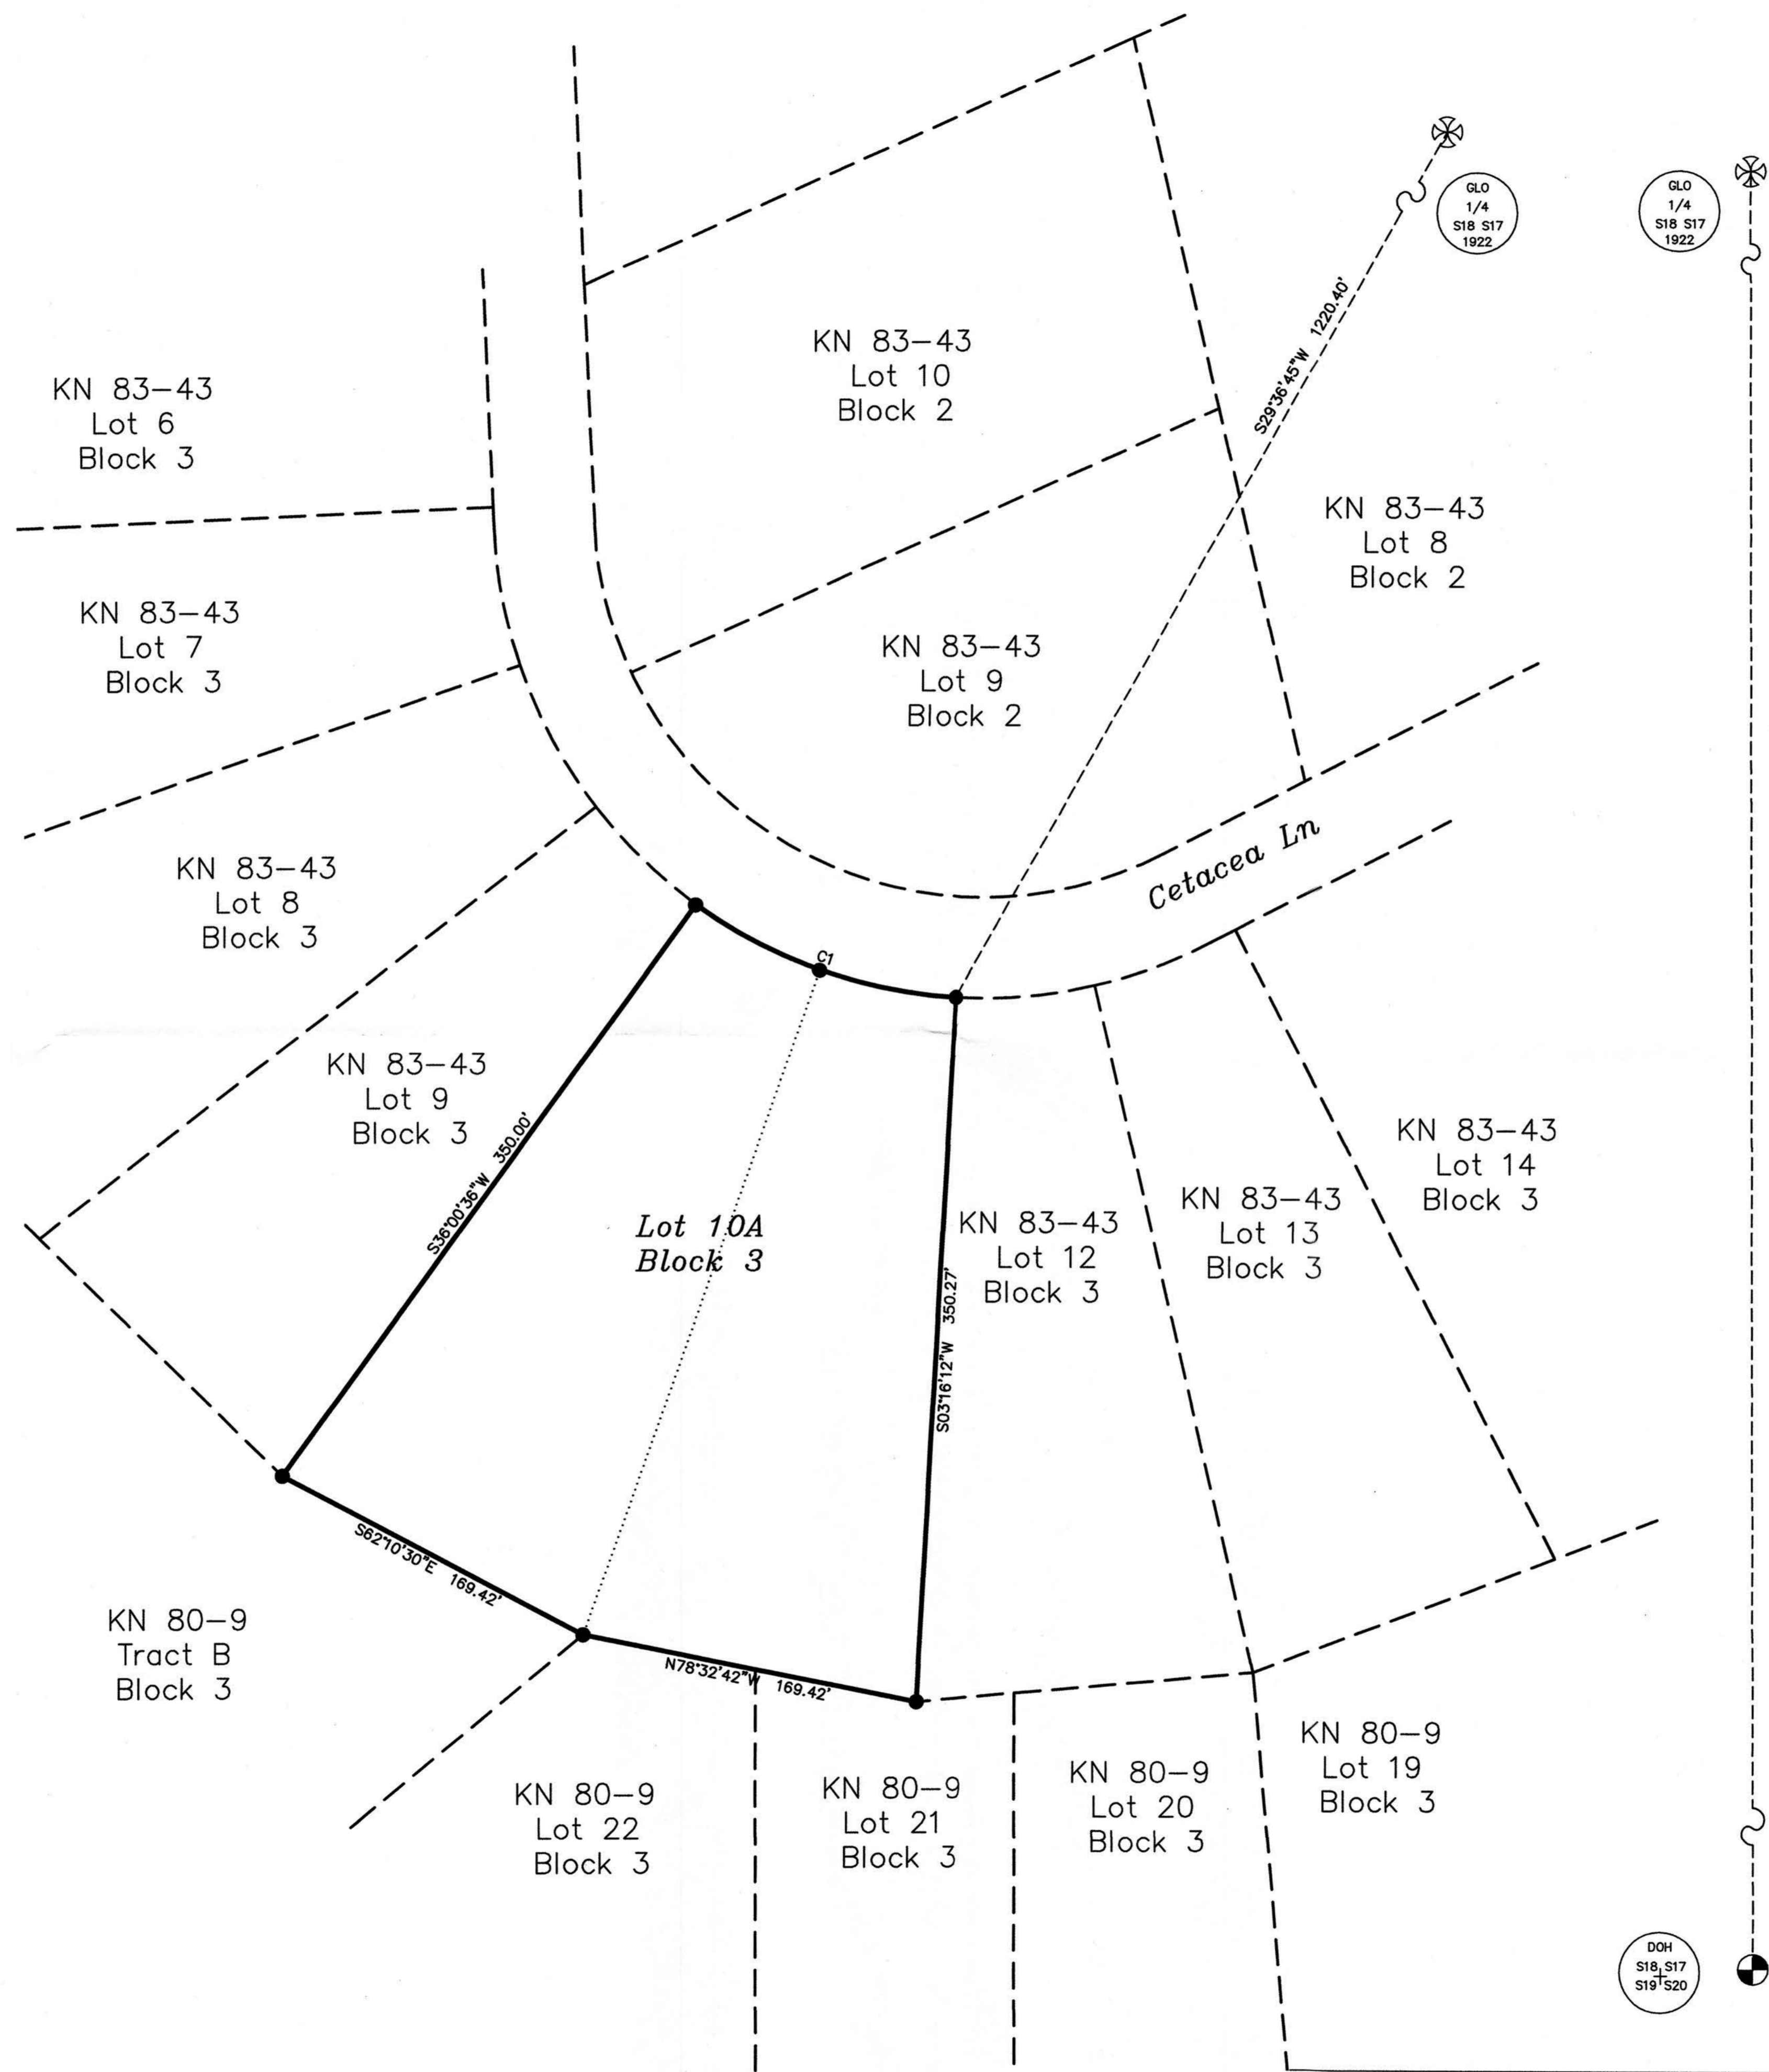 GLO
1/4
S18 S17
1922
GLO
1/4
S18 S17
1922
S29°36'45"W 1220.40'
KN 83-43
Lot 10
Block 2
KN 83-43
Lot 6
Block 3
KN 83-43
Lot 8
Block 2
KN 83-43
Lot 7
Block 3
KN 83-43
Lot 9
Block 2
Cetacea Ln
KN 83-43
Lot 8
Block 3
C1
KN 83-43
Lot 9
Block 3
S36°00'36"W 350.00'
Lot 10A
Block 3
KN 83-43
Lot 12
Block 3
S03°16'12"W 350.27'
KN 83-43
Lot 13
Block 3
KN 83-43
Lot 14
Block 3
S62°10'30"E 169.42'
N78°32'42"W 169.42'
KN 80-9
Tract B
Block 3
KN 80-9
Lot 22
Block 3
KN 80-9
Lot 21
Block 3
KN 80-9
Lot 20
Block 3
KN 80-9
Lot 19
Block 3
DOH
S18 S17
S19 S20